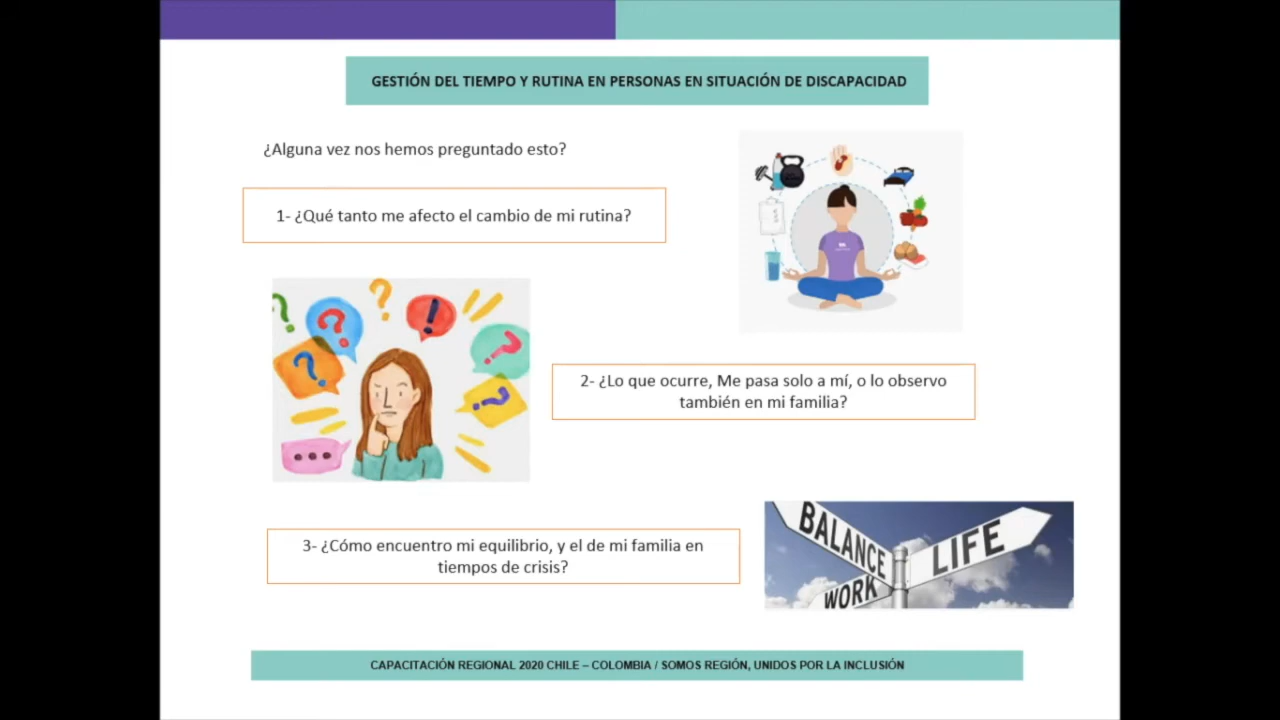 GESTIÓN DEL TIEMPO Y RUTINA EN PERSONAS EN SITUACIÓN DE DISCAPACIDAD
¿Alguna vez nos hemos preguntado esto?
1- ¿Qué tanto me afecto el cambio de mi rutina?
2- ¿Lo que ocurre, Me pasa solo a mí, o lo observo
también en mi familia?
3- ¿Cómo encuentro mi equilibrio, y el de mi familia en
tiempos de crisis?
BALANCE
LIFE
WORK
CAPACITACIÓN REGIONAL 2020 CHILE – COLOMBIA / SOMOS REGIÓN, UNIDOS POR LA INCLUSIÓN